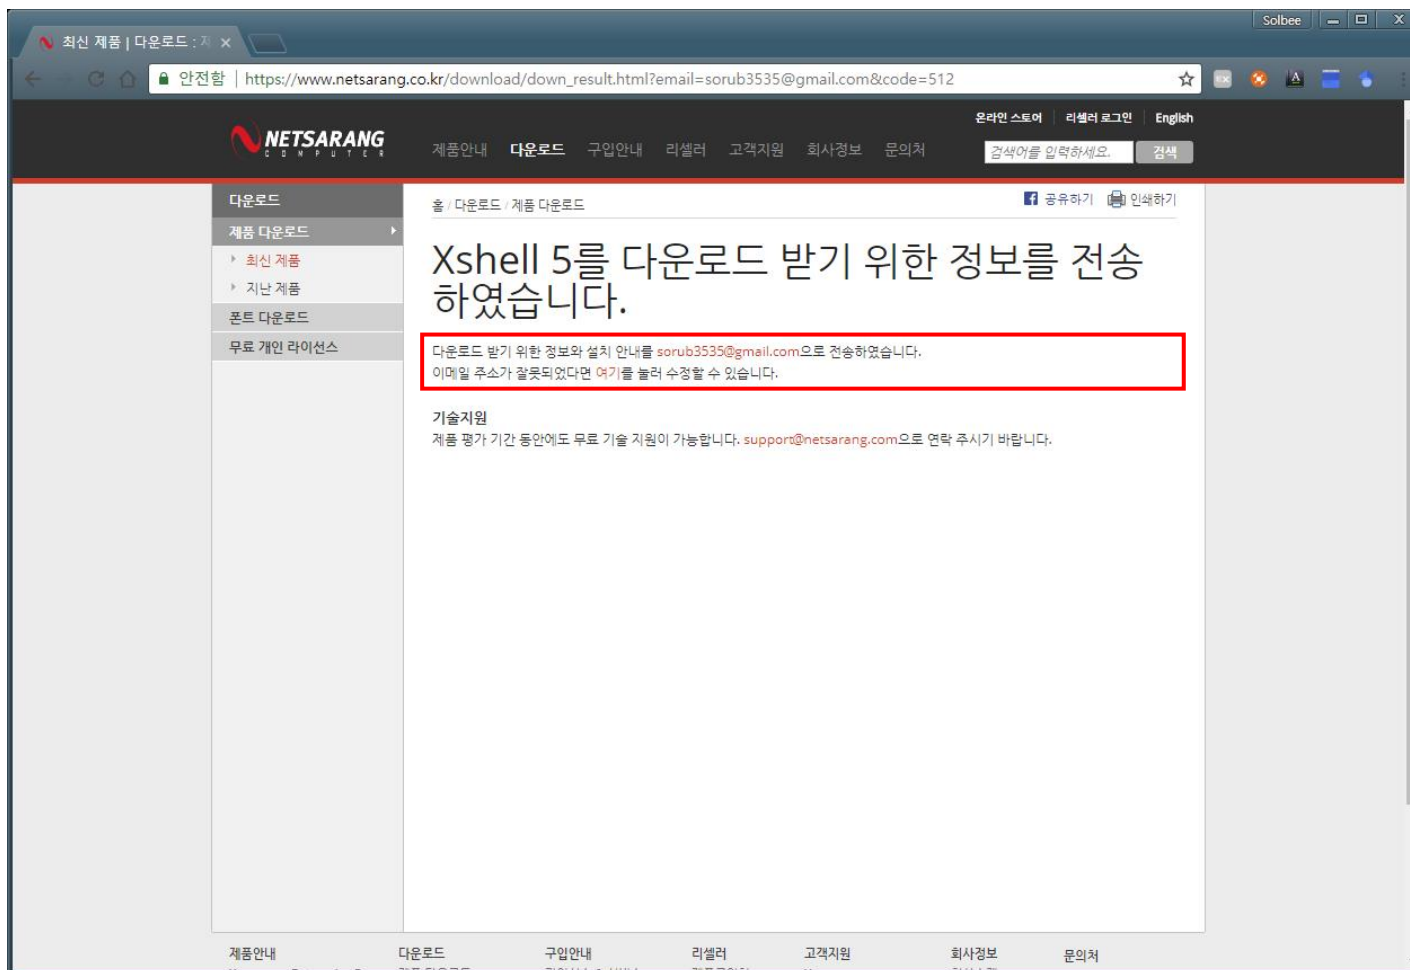 Solbee
최신 제품 | 다운로드 : 제
안전함 | https://www.netsarang.co.kr/download/down_result.html?email=sorub3535@gmail.com&code=512
온라인 스토어 리셀러 로그인 English
NETSARANG
COMPUTER
제품안내 다운로드 구입안내 리셀러 고객지원 회사정보 문의처 검색어를 입력하세요. 검색
다운로드
홈 / 다운로드 / 제품 다운로드
공유하기 인쇄하기
제품 다운로드
최신 제품
지난 제품
폰트 다운로드
무료 개인 라이선스
Xshell 5를 다운로드 받기 위한 정보를 전송
하였습니다.
다운로드 받기 위한 정보와 설치 안내를 sorub3535@gmail.com으로 전송하였습니다.
이메일 주소가 잘못되었다면 여기를 눌러 수정할 수 있습니다.
기술지원
제품 평가 기간 동안에도 무료 기술 지원이 가능합니다. support@netsarang.com으로 연락 주시기 바랍니다.
제품안내 다운로드 구입안내 리셀러 고객지원 회사정보 문의처